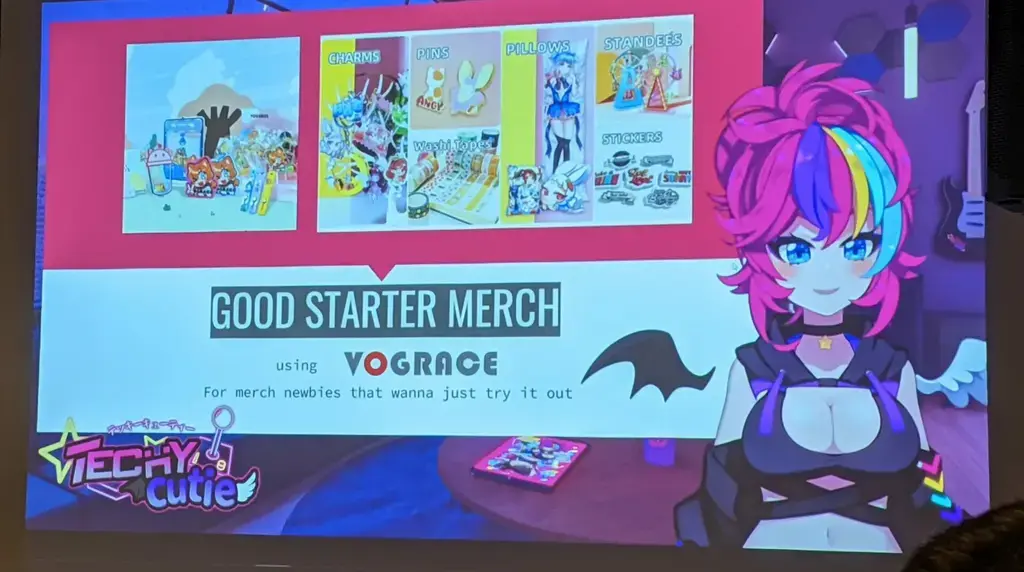 CHARMS
PINS
PILLOWS
STANDEES
Washi Tapes
STICKERS
GOOD STARTER MERCH
using VOGRACE
For merch newbies that wanna just try it out
テッキーキューティー
TECHY
Cutie